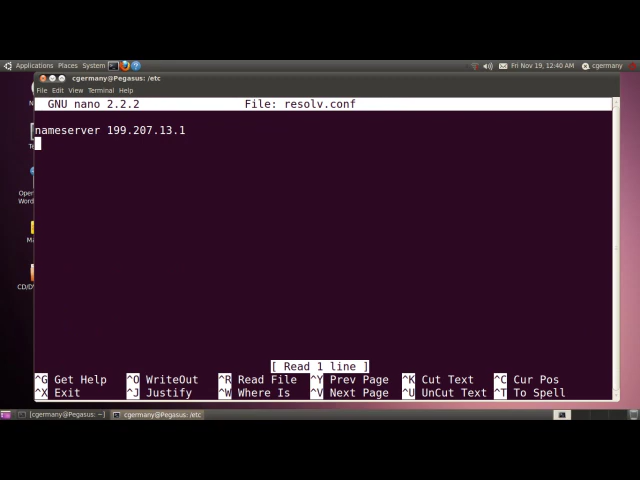 Applications Places System Fri Nov 19, 12:40 AM cgermany
cgermany@Pegasus: /etc
File Edit View Terminal Help
GNU nano 2.2.2 File: resolv.conf
nameserver 199.207.13.1
[ Read 1 line ]
^G Get Help ^O WriteOut ^R Read File ^Y Prev Page ^K Cut Text ^C Cur Pos
^X Exit ^J Justify ^W Where Is ^V Next Page ^U UnCut Text ^T To Spell
[cgermany@Pegasus: ~] cgermany@Pegasus: /etc